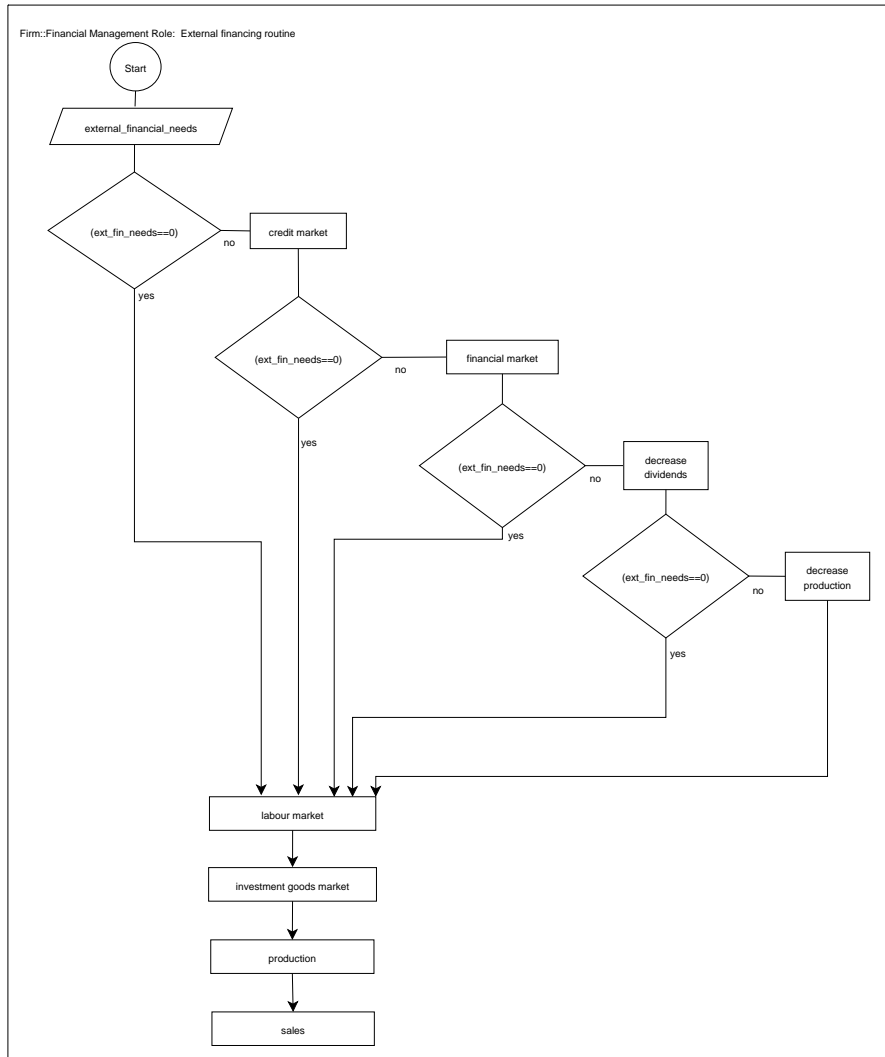 Firm::Financial Management Role:  External financing routine
Start
external_financial_needs
(ext_fin_needs==0)
no
credit market
yes
(ext_fin_needs==0)
no
financial market
yes
(ext_fin_needs==0)
no
decrease
dividends
yes
(ext_fin_needs==0)
no
decrease
production
yes
labour market
investment goods market
production
sales